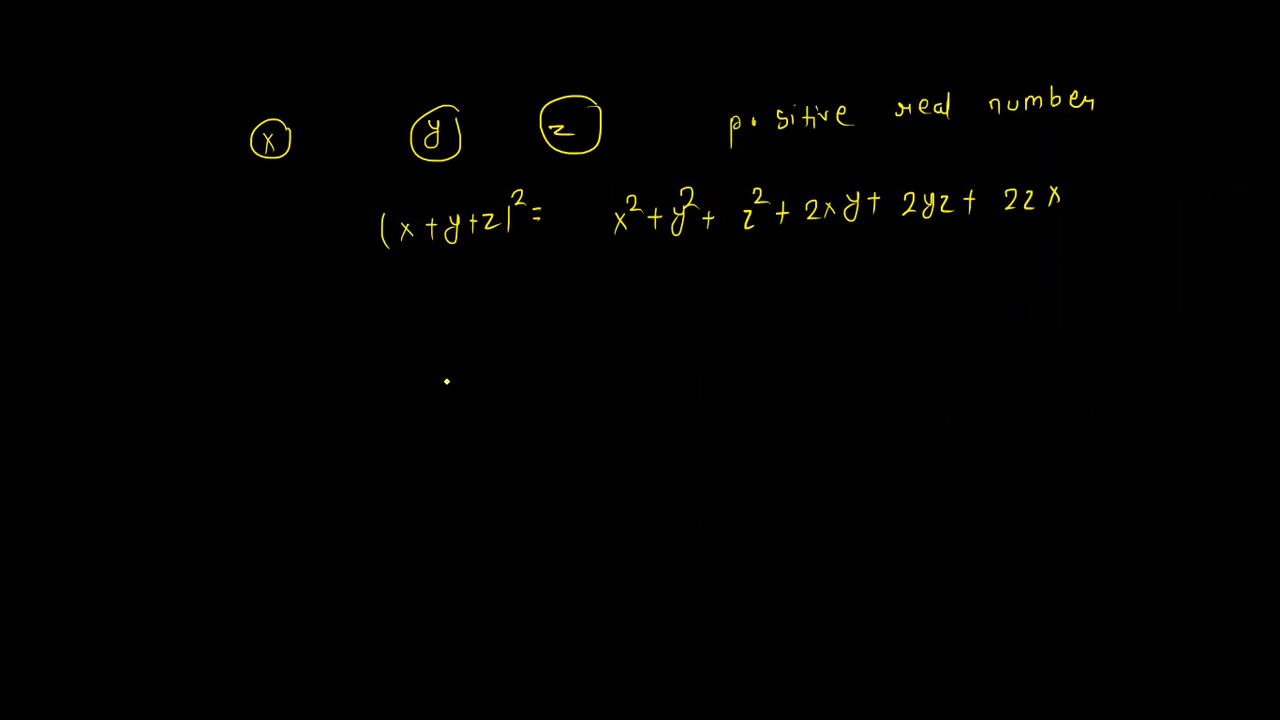 x y z positive real number
(x+y+z)²= x²+y²+ z²+2xy+ 2yz+ 2zx